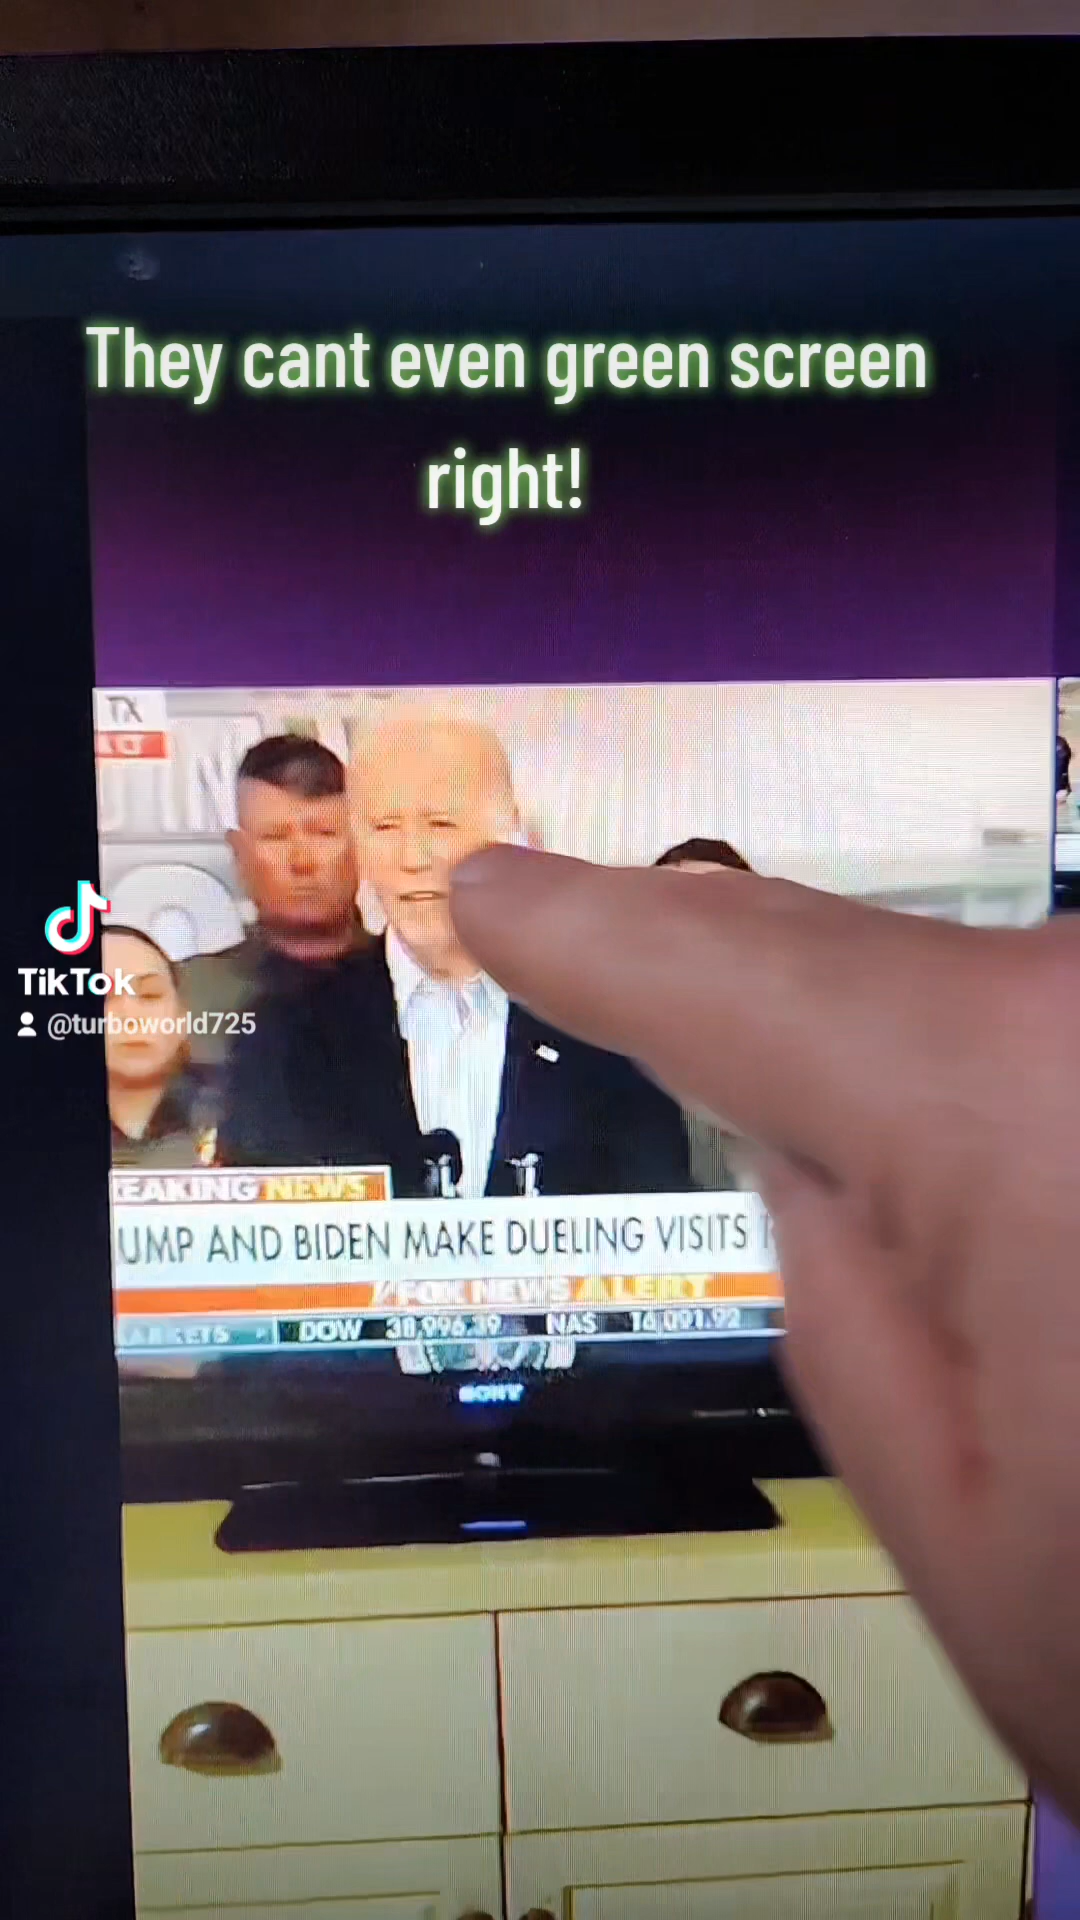 They cant even green screen
right!
TX
TikTok
@turboworld725
EAKING NEWS
UMP AND BIDEN MAKE DUELING VISITS
FOX NEWS ALERT
ARKETS DOW 38,996.39 NAS 16,091.92
SONY